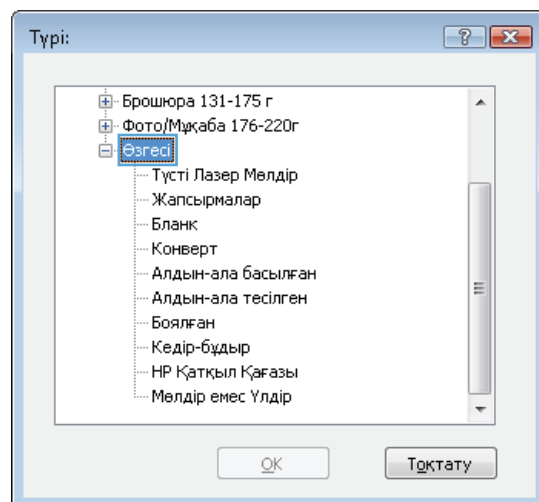 Түрі:
Брошюра 131-175 г
Фото/Мұқаба 176-220г
Өзгесі
Түсті Лазер Мөлдір
Жапсырмалар
Бланк
Конверт
Алдын-ала басылған
Алдын-ала тесілген
Боялған
Кедір-бұдыр
HP Қатқыл Қағазы
Мөлдір емес Үлдір
OK Тоқтату